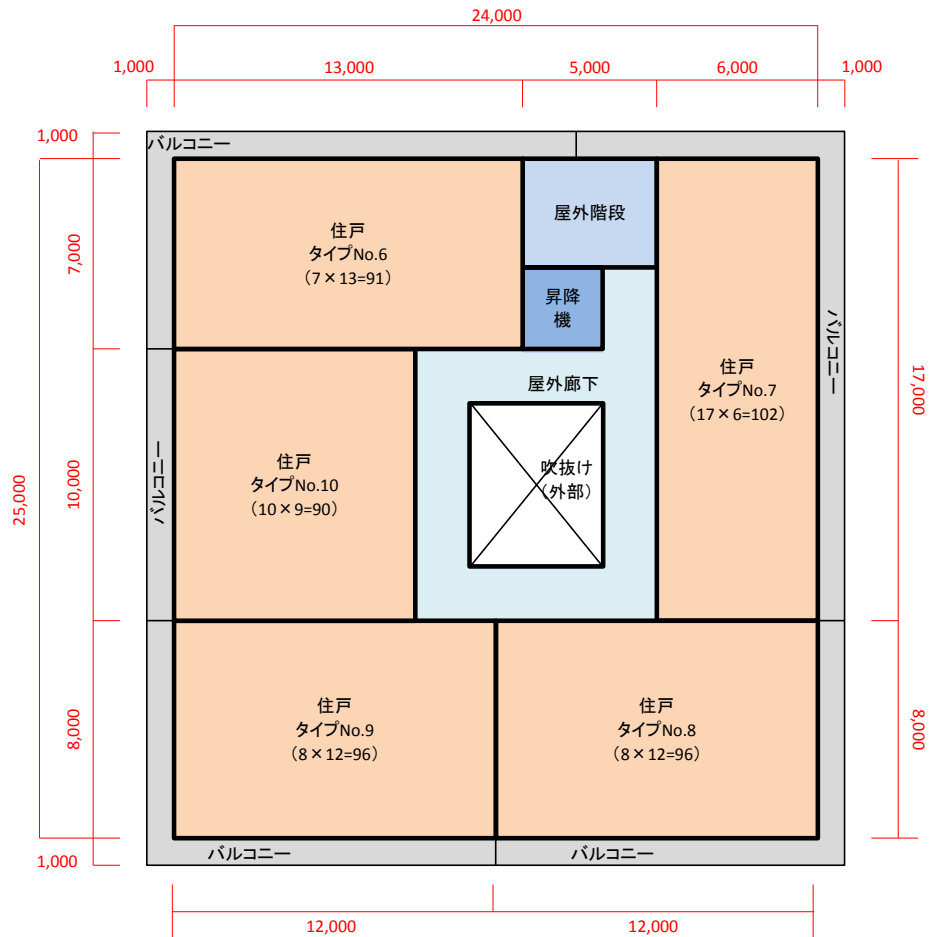 24,000
1,000
13,000
5,000
6,000
1,000
1,000
バルコニー
住戸
タイプNo.6
(7×13=91)
屋外階段
昇降
機
7,000
バルコニー
屋外廊下
住戸
タイプNo.7
(17×6=102)
17,000
25,000
10,000
バルコニー
住戸
タイプNo.10
(10×9=90)
吹抜け
(外部)
8,000
住戸
タイプNo.9
(8×12=96)
住戸
タイプNo.8
(8×12=96)
8,000
1,000
バルコニー
バルコニー
12,000
12,000